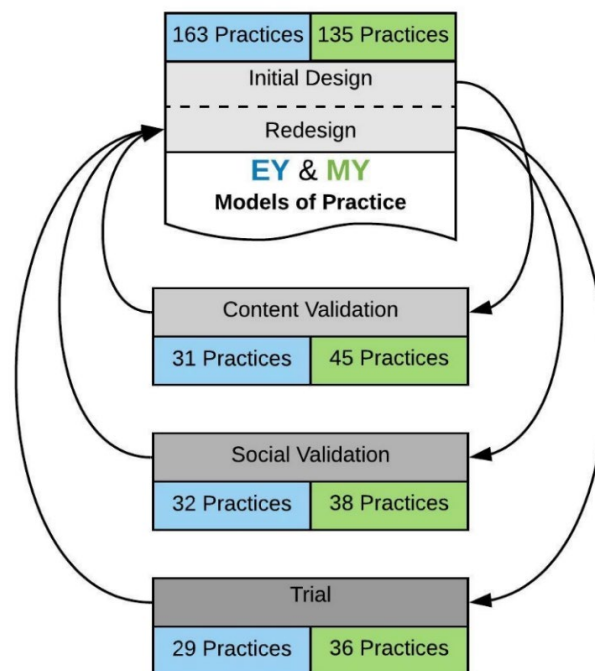 163 Practices 135 Practices
Initial Design
Redesign
EY & MY
Models of Practice
Content Validation
31 Practices 45 Practices
Social Validation
32 Practices 38 Practices
Trial
29 Practices 36 Practices